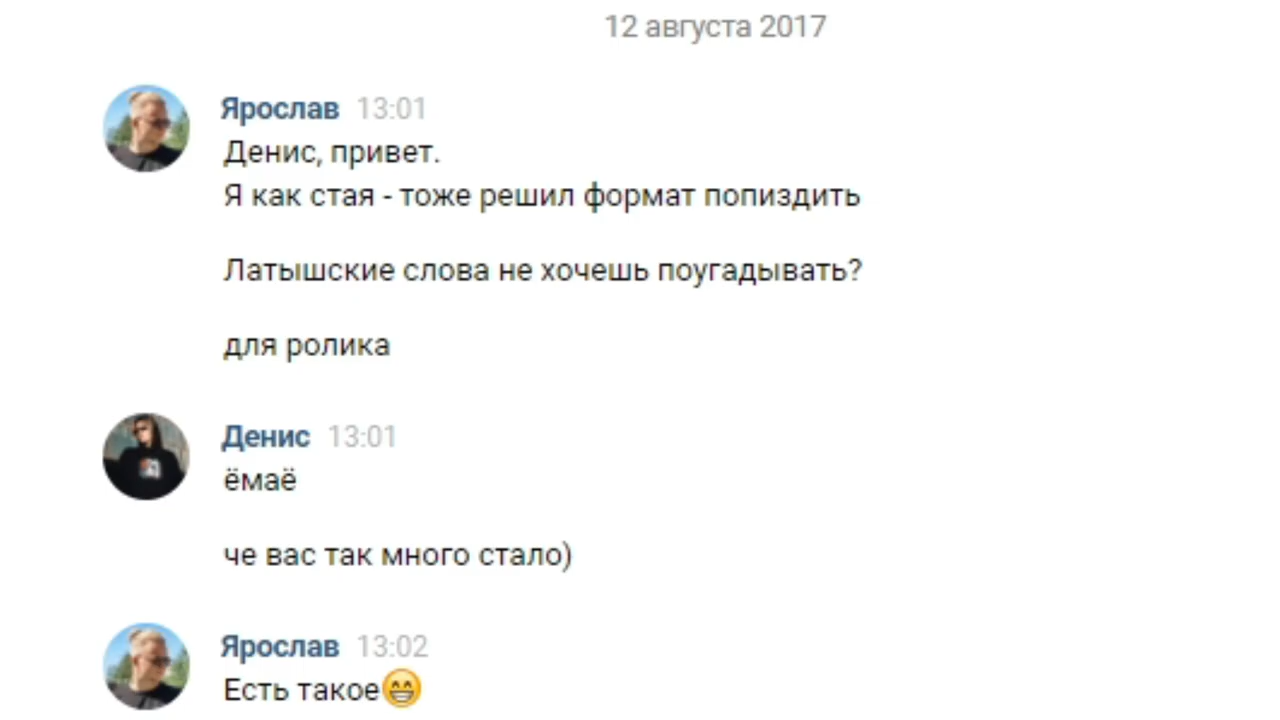 12 августа 2017
Ярослав 13:01
Денис, привет.
Я как стая - тоже решил формат попиздить
Латышские слова не хочешь поугадывать?
для ролика
Денис 13:01
ёмаё
че вас так много стало)
Ярослав 13:02
Есть такое😁